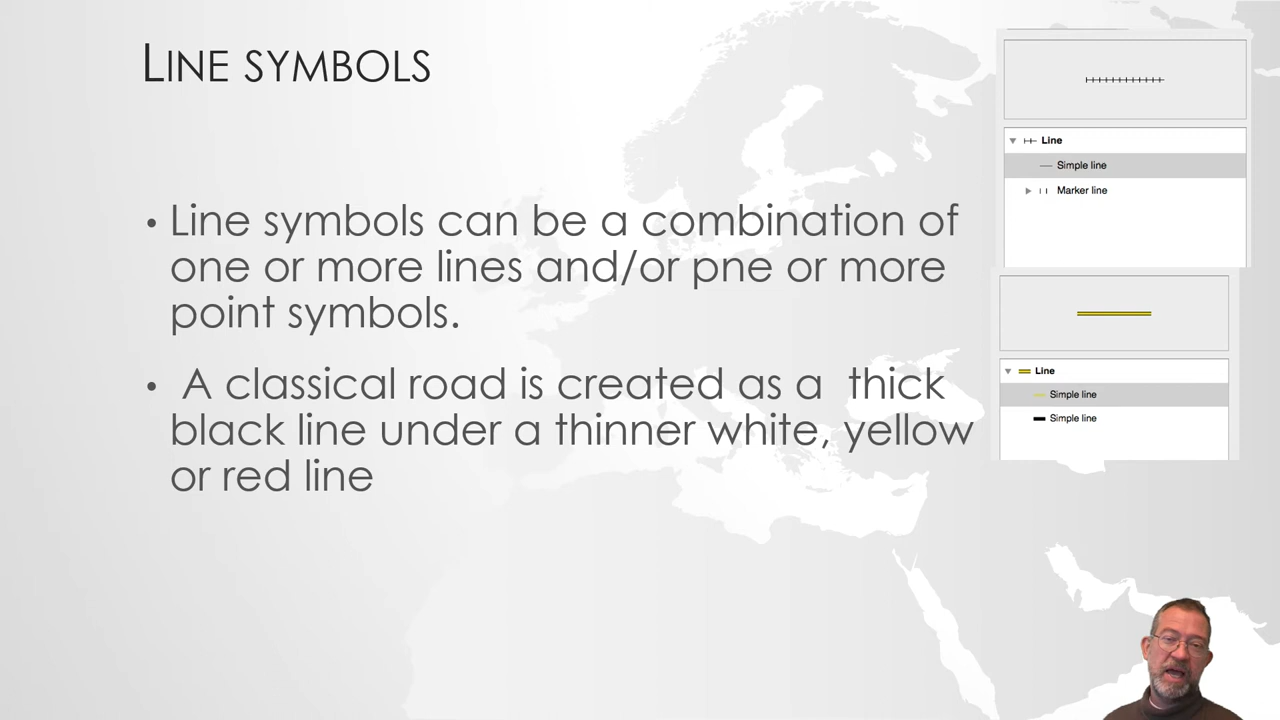 LINE SYMBOLS
• Line symbols can be a combination of
one or more lines and/or pne or more
point symbols.
• A classical road is created as a thick
black line under a thinner white, yellow
or red line
Line
Simple line
Marker line
Line
Simple line
Simple line